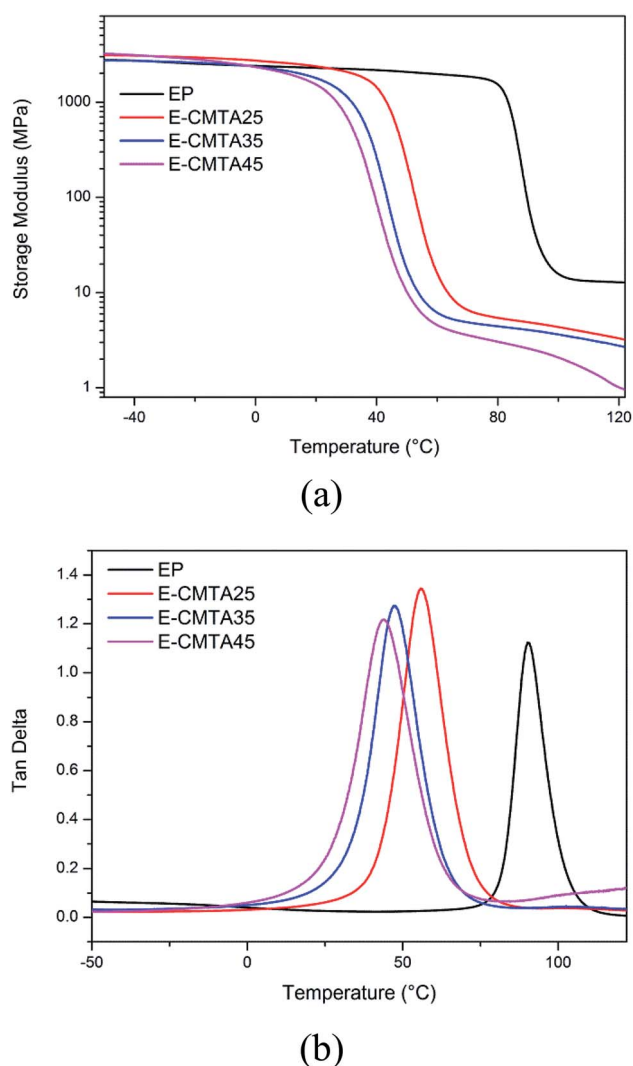 1000
100
10
1
Storage Modulus (MPa)
EP
E-CMTA25
E-CMTA35
E-CMTA45
-40 0 40 80 120
Temperature (°C)
(a)
1.4
1.2
1.0
0.8
0.6
0.4
0.2
0.0
Tan Delta
EP
E-CMTA25
E-CMTA35
E-CMTA45
-50 0 50 100
Temperature (°C)
(b)